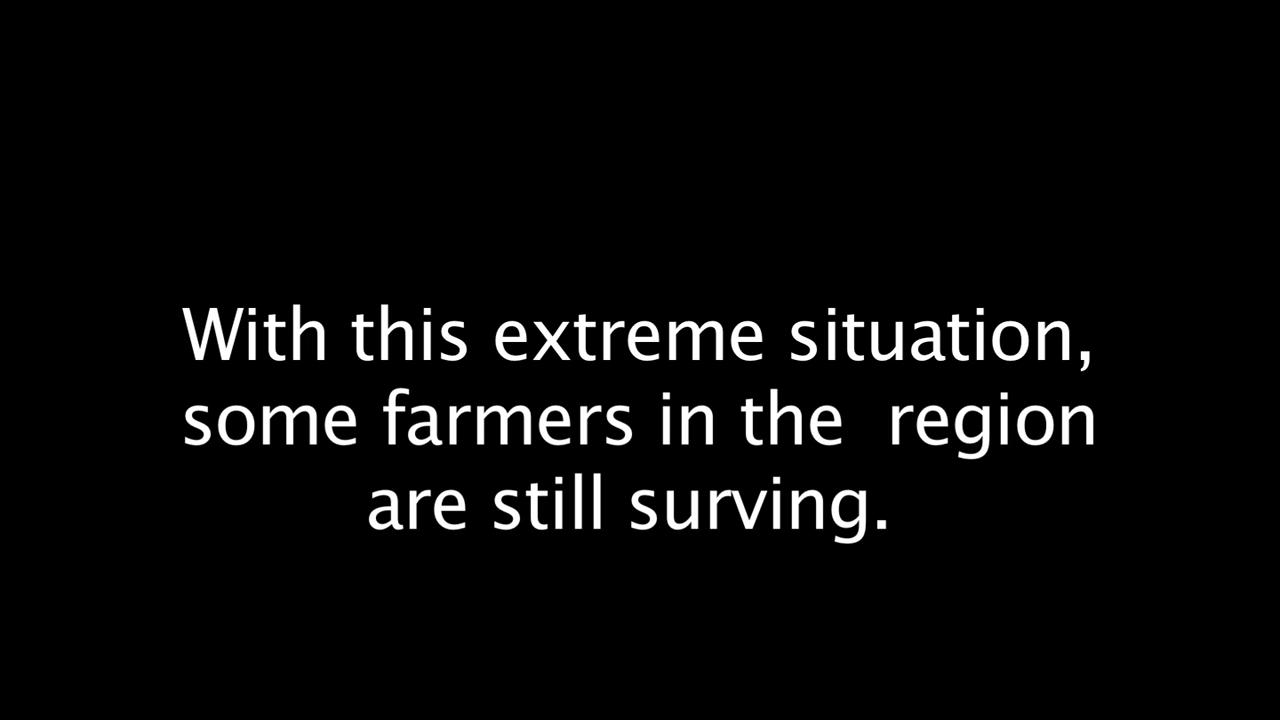 With this extreme situation,
some farmers in the  region
are still surving.